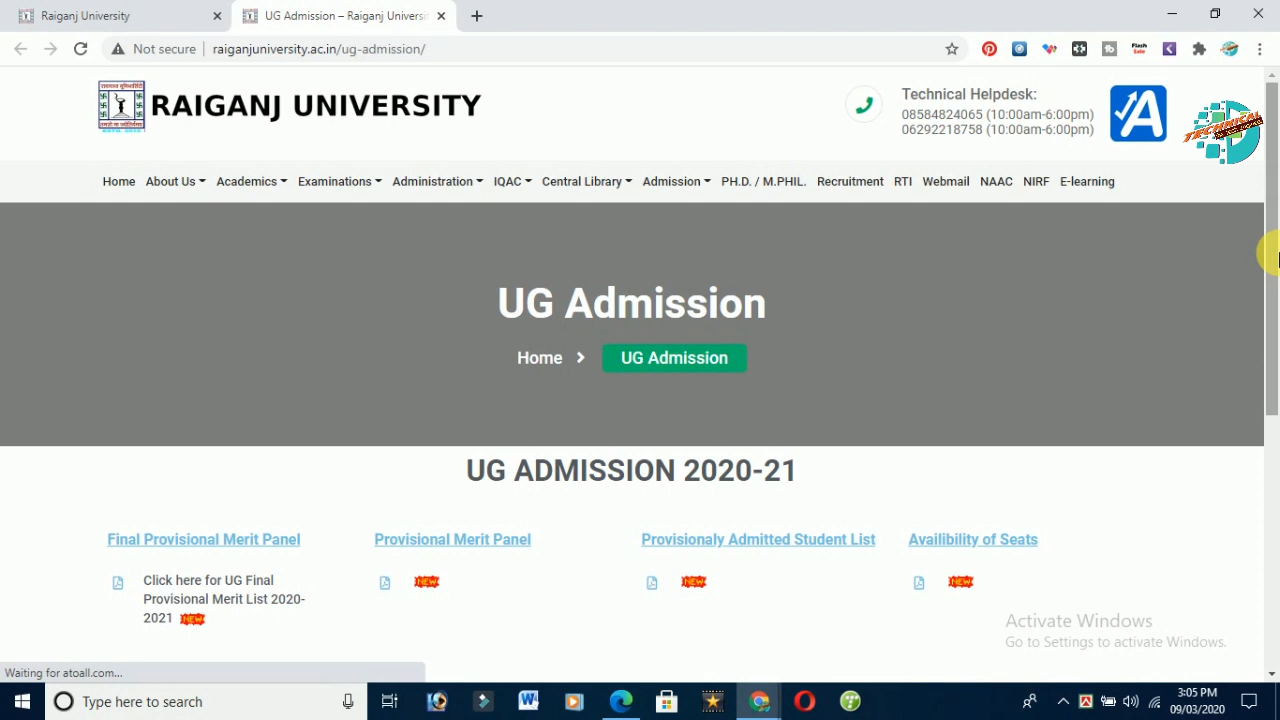 Raiganj University
UG Admission – Raiganj Universit
Not secure
raiganjuniversity.ac.in/ug-admission/
RAIGANJ UNIVERSITY
Technical Helpdesk:
08584824065 (10:00am-6:00pm)
06292218758 (10:00am-6:00pm)
TECHNICAL
Home About Us Academics Examinations Administration IQAC Central Library Admission PH.D. / M.PHIL. Recruitment RTI Webmail NAAC NIRF E-learning
UG Admission
Home UG Admission
UG ADMISSION 2020-21
Final Provisional Merit Panel
Click here for UG Final
Provisional Merit List 2020-
2021 NEW
Provisional Merit Panel
NEW
Provisionaly Admitted Student List
NEW
Availibility of Seats
NEW
Activate Windows
Go to Settings to activate Windows.
Waiting for atoall.com...
Type here to search
3:05 PM
09/03/2020